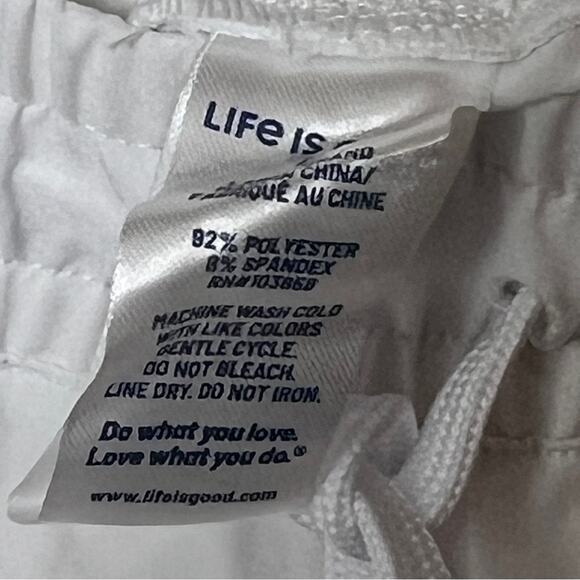 LIFe IS
CHINA/
FABRIQUÉ AU CHINE
92% POLYESTER
8% SPANDEX
MACHINE WASH COLD
WITH LIKE COLORS
GENTLE CYCLE.
DO NOT BLEACH.
LINE DRY. DO NOT IRON.
Do what you love.
Love what you do.®
www.lifeisgood.com